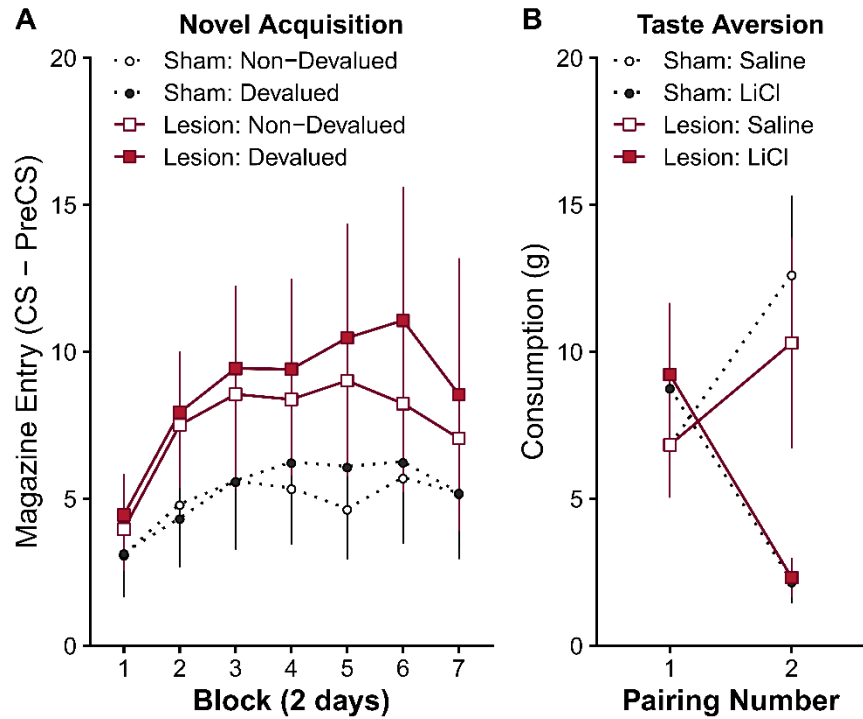 A
Novel Acquisition
Sham: Non−Devalued
Sham: Devalued
Lesion: Non−Devalued
Lesion: Devalued
Magazine Entry (CS − PreCS)
20
15
10
5
0
1 2 3 4 5 6 7
Block (2 days)
B
Taste Aversion
Sham: Saline
Sham: LiCl
Lesion: Saline
Lesion: LiCl
Consumption (g)
20
15
10
5
0
1 2
Pairing Number